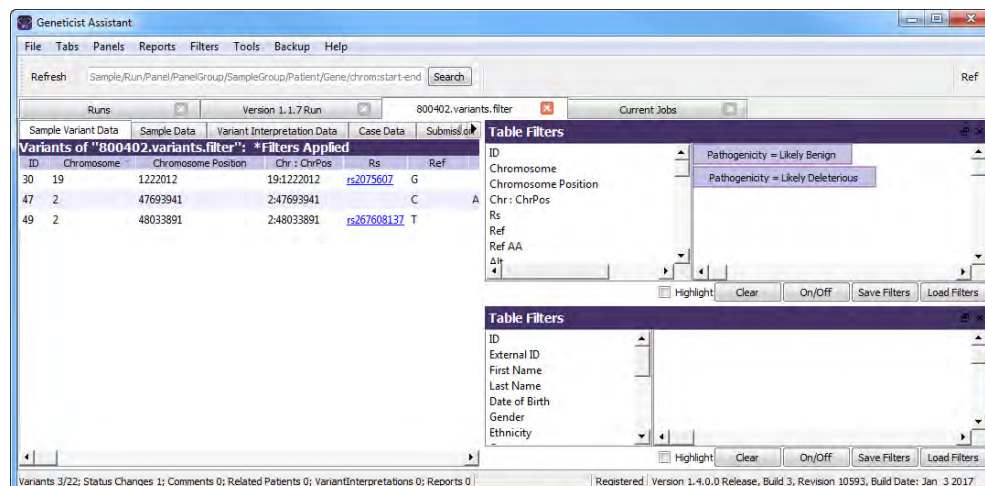 Geneticist Assistant
File Tabs Panels Reports Filters Tools Backup Help
Refresh Sample/Run/Panel/PanelGroup/SampleGroup/Patient/Gene/chrom:start-end Search Ref
Runs Version 1.1.7 Run 800402.variants.filter Current Jobs
Sample Variant Data Sample Data Variant Interpretation Data Case Data Submission
Variants of "800402.variants.filter": *Filters Applied
ID Chromosome Chromosome Position Chr : ChrPos Rs Ref
30 19 1222012 19:1222012 rs2075607 G
47 2 47693941 2:47693941 C A
49 2 48033891 2:48033891 rs267608137 T
Table Filters
ID
Chromosome
Chromosome Position
Chr : ChrPos
Rs
Ref
Ref AA
Alt
Pathogenicity = Likely Benign
Pathogenicity = Likely Deleterious
Highlight Clear On/Off Save Filters Load Filters
Table Filters
ID
External ID
First Name
Last Name
Date of Birth
Gender
Ethnicity
Highlight Clear On/Off Save Filters Load Filters
Variants 3/22; Status Changes 1; Comments 0; Related Patients 0; VariantInterpretations 0; Reports 0 Registered Version 1.4.0.0 Release, Build 3, Revision 10593, Build Date: Jan 3 2017